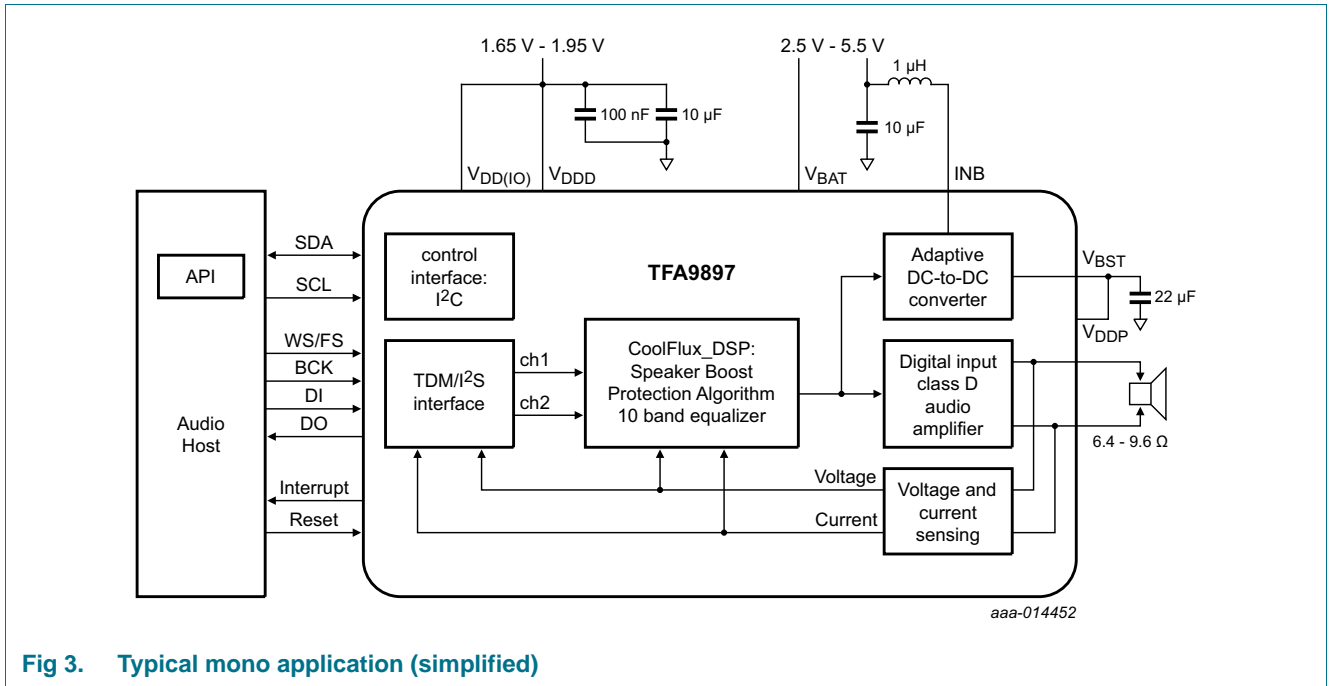 1.65 V - 1.95 V
2.5 V - 5.5 V
1 µH
100 nF
10 µF
10 µF
VDD(IO)
VDDD
VBAT
INB
Audio
Host
API
SDA
SCL
WS/FS
BCK
DI
DO
Interrupt
Reset
control
interface:
I2C
TFA9897
TDM/I2S
interface
ch1
ch2
CoolFlux_DSP:
Speaker Boost
Protection Algorithm
10 band equalizer
Adaptive
DC-to-DC
converter
VBST
22 µF
VDDP
Digital input
class D
audio
amplifier
6.4 - 9.6 Ω
Voltage
Current
Voltage and
current
sensing
aaa-014452
Fig 3. Typical mono application (simplified)